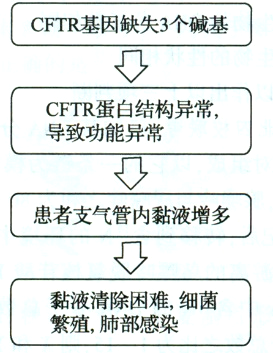 CFTR基因缺失3个碱基
CFTR蛋白结构异常,
导致功能异常
患者支气管内黏液增多
黏液清除困难, 细菌
繁殖, 肺部感染